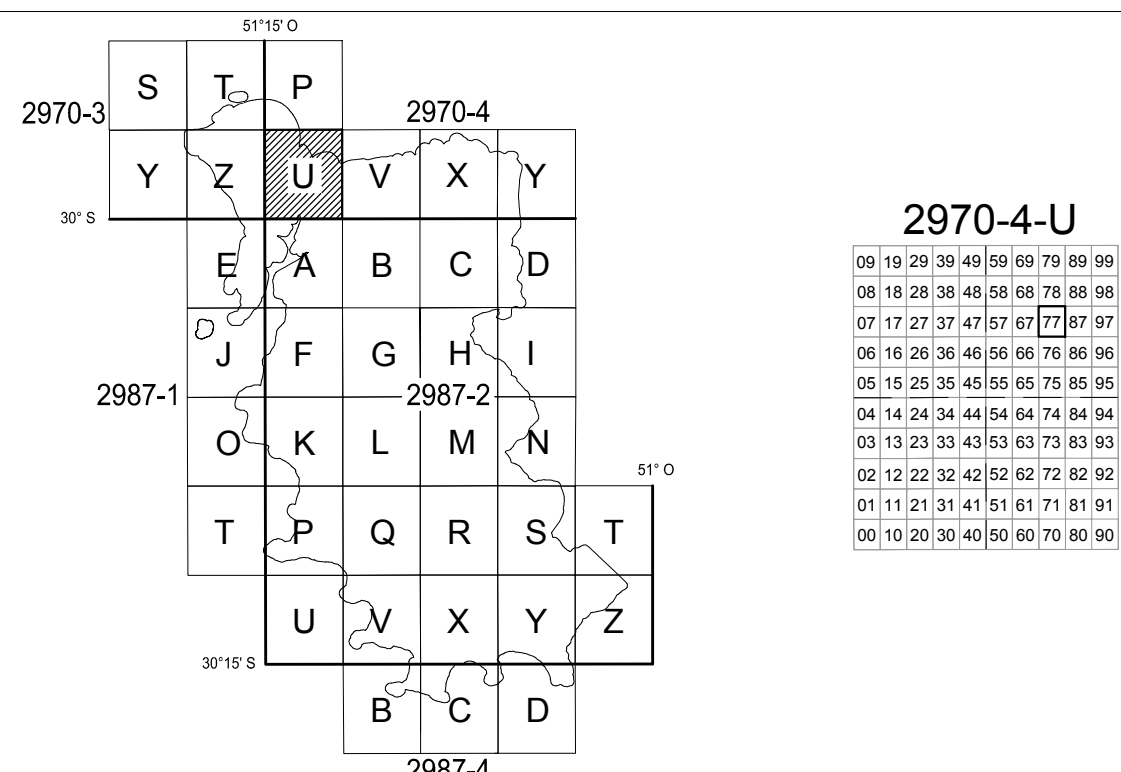 51°15' O
S T P
2970-3 2970-4
Y Z U V X Y
30° S
E A B C D
J F G H I
2987-1 2987-2
O K L M N
51° O
T P Q R S T
U V X Y Z
30°15' S
B C D
2987-4
2970-4-U
09 19 29 39 49 59 69 79 89 99
08 18 28 38 48 58 68 78 88 98
07 17 27 37 47 57 67 77 87 97
06 16 26 36 46 56 66 76 86 96
05 15 25 35 45 55 65 75 85 95
04 14 24 34 44 54 64 74 84 94
03 13 23 33 43 53 63 73 83 93
02 12 22 32 42 52 62 72 82 92
01 11 21 31 41 51 61 71 81 91
00 10 20 30 40 50 60 70 80 90